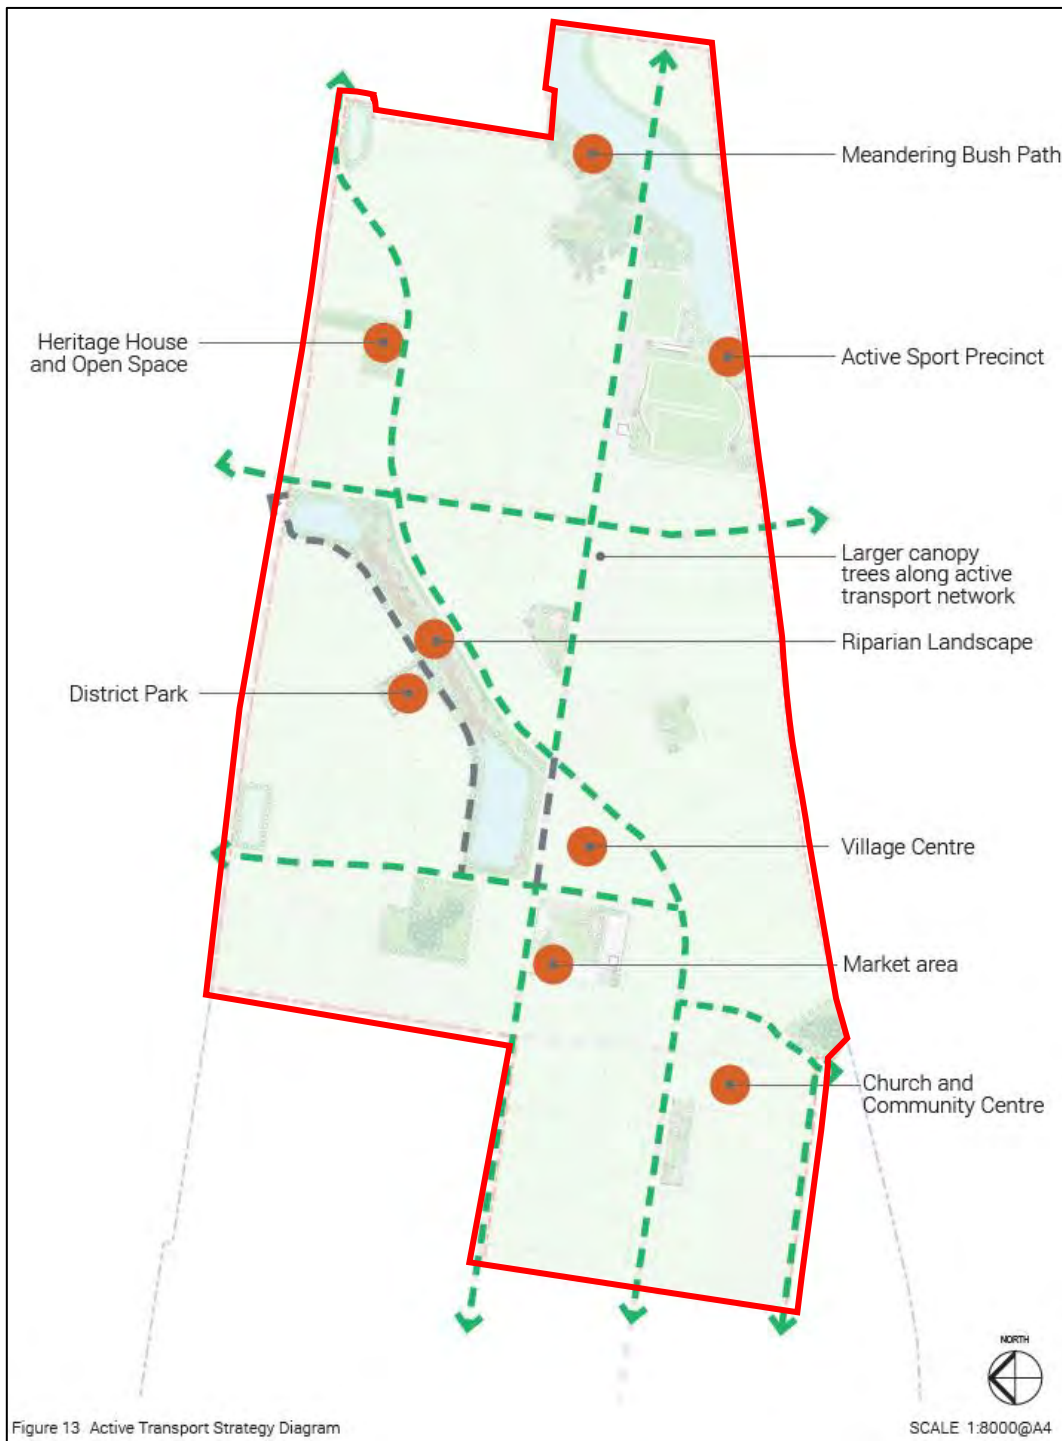 Meandering Bush Path
Heritage House
and Open Space
Active Sport Precinct
Larger canopy
trees along active
transport network
Riparian Landscape
District Park
Village Centre
Market area
Church and
Community Centre
NORTH
Figure 13 Active Transport Strategy Diagram
SCALE 1:8000@A4